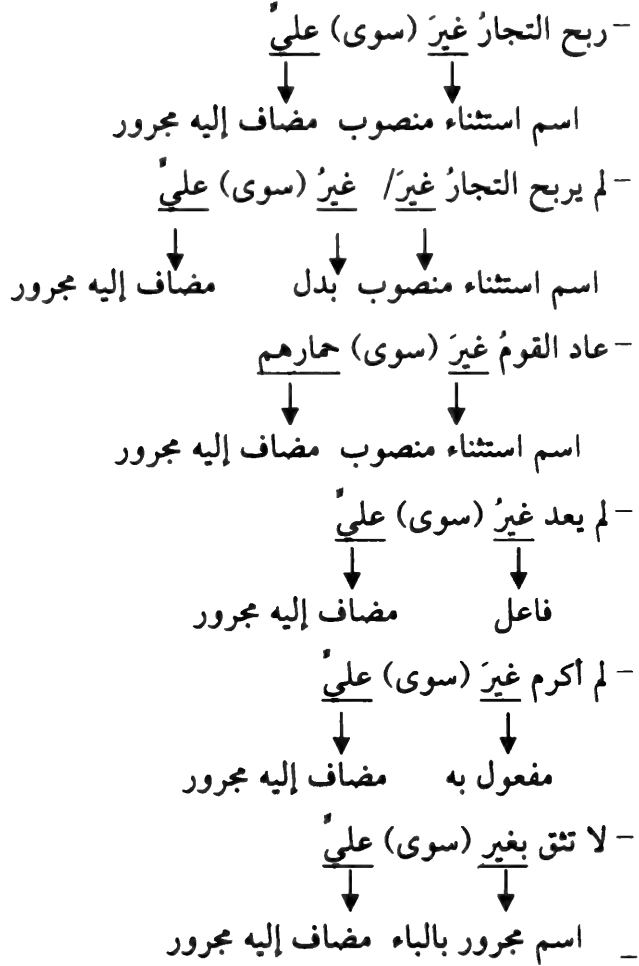 - ربح التجارُ غيرَ (سوى) عليٍّ
اسم استثناء منصوب مضاف إليه مجرور
- لم يربح التجارُ غيرَ/ غيرُ (سوى) عليٍّ
اسم استثناء منصوب بدل مضاف إليه مجرور
- عاد القومُ غيرَ (سوى) حمارهم
اسم استثناء منصوب مضاف إليه مجرور
- لم يعد غيرُ (سوى) عليٍّ
فاعل مضاف إليه مجرور
- لم أكرم غيرَ (سوى) عليٍّ
مفعول به مضاف إليه مجرور
- لا تثق بغير (سوى) عليٍّ
اسم مجرور بالباء مضاف إليه مجرور